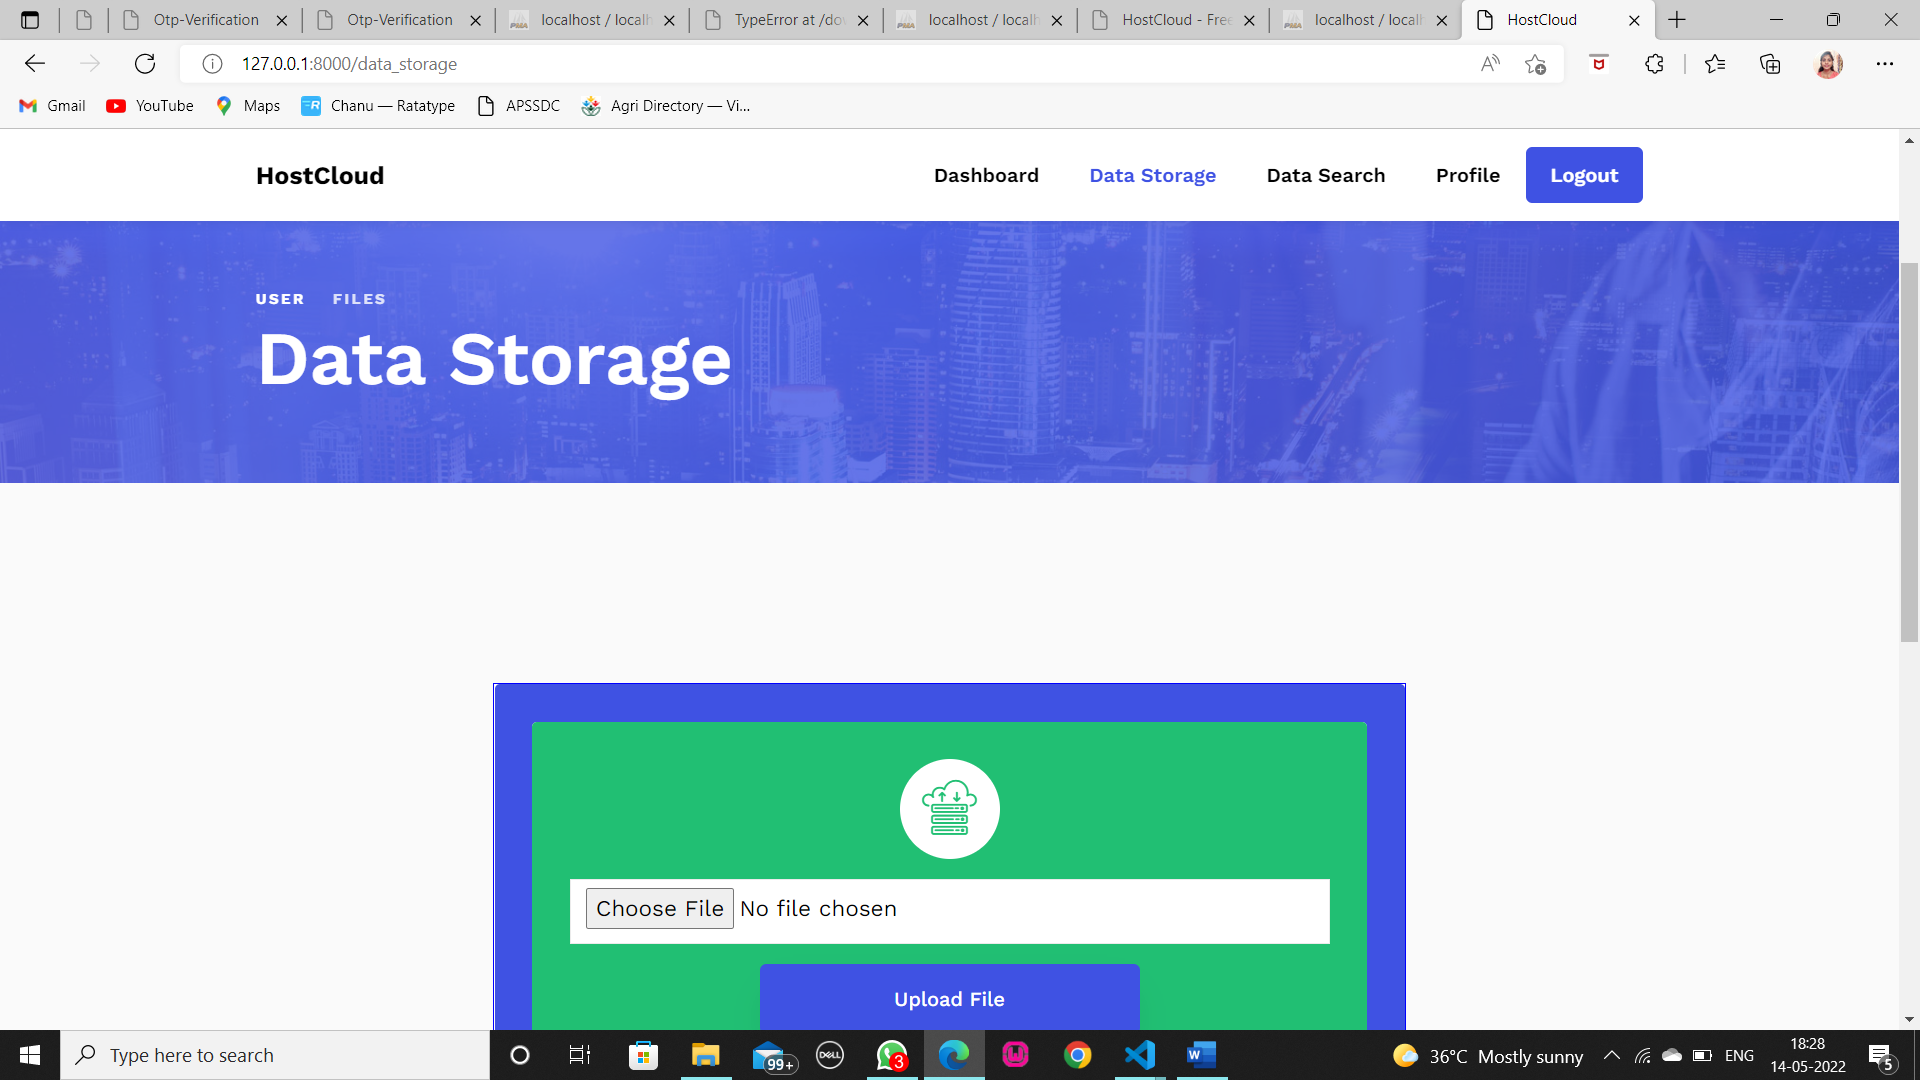 Otp-Verification
Otp-Verification
localhost / localh
TypeError at /dov
localhost / localh
HostCloud - Free
localhost / localh
HostCloud
127.0.0.1:8000/data_storage
Gmail
YouTube
Maps
Chanu — Ratatype
APSSDC
Agri Directory — Vi...
HostCloud
Dashboard
Data Storage
Data Search
Profile
Logout
USER FILES
Data Storage
Choose File No file chosen
Upload File
Type here to search
99+
DELL
3
36°C Mostly sunny
ENG
18:28
14-05-2022
5